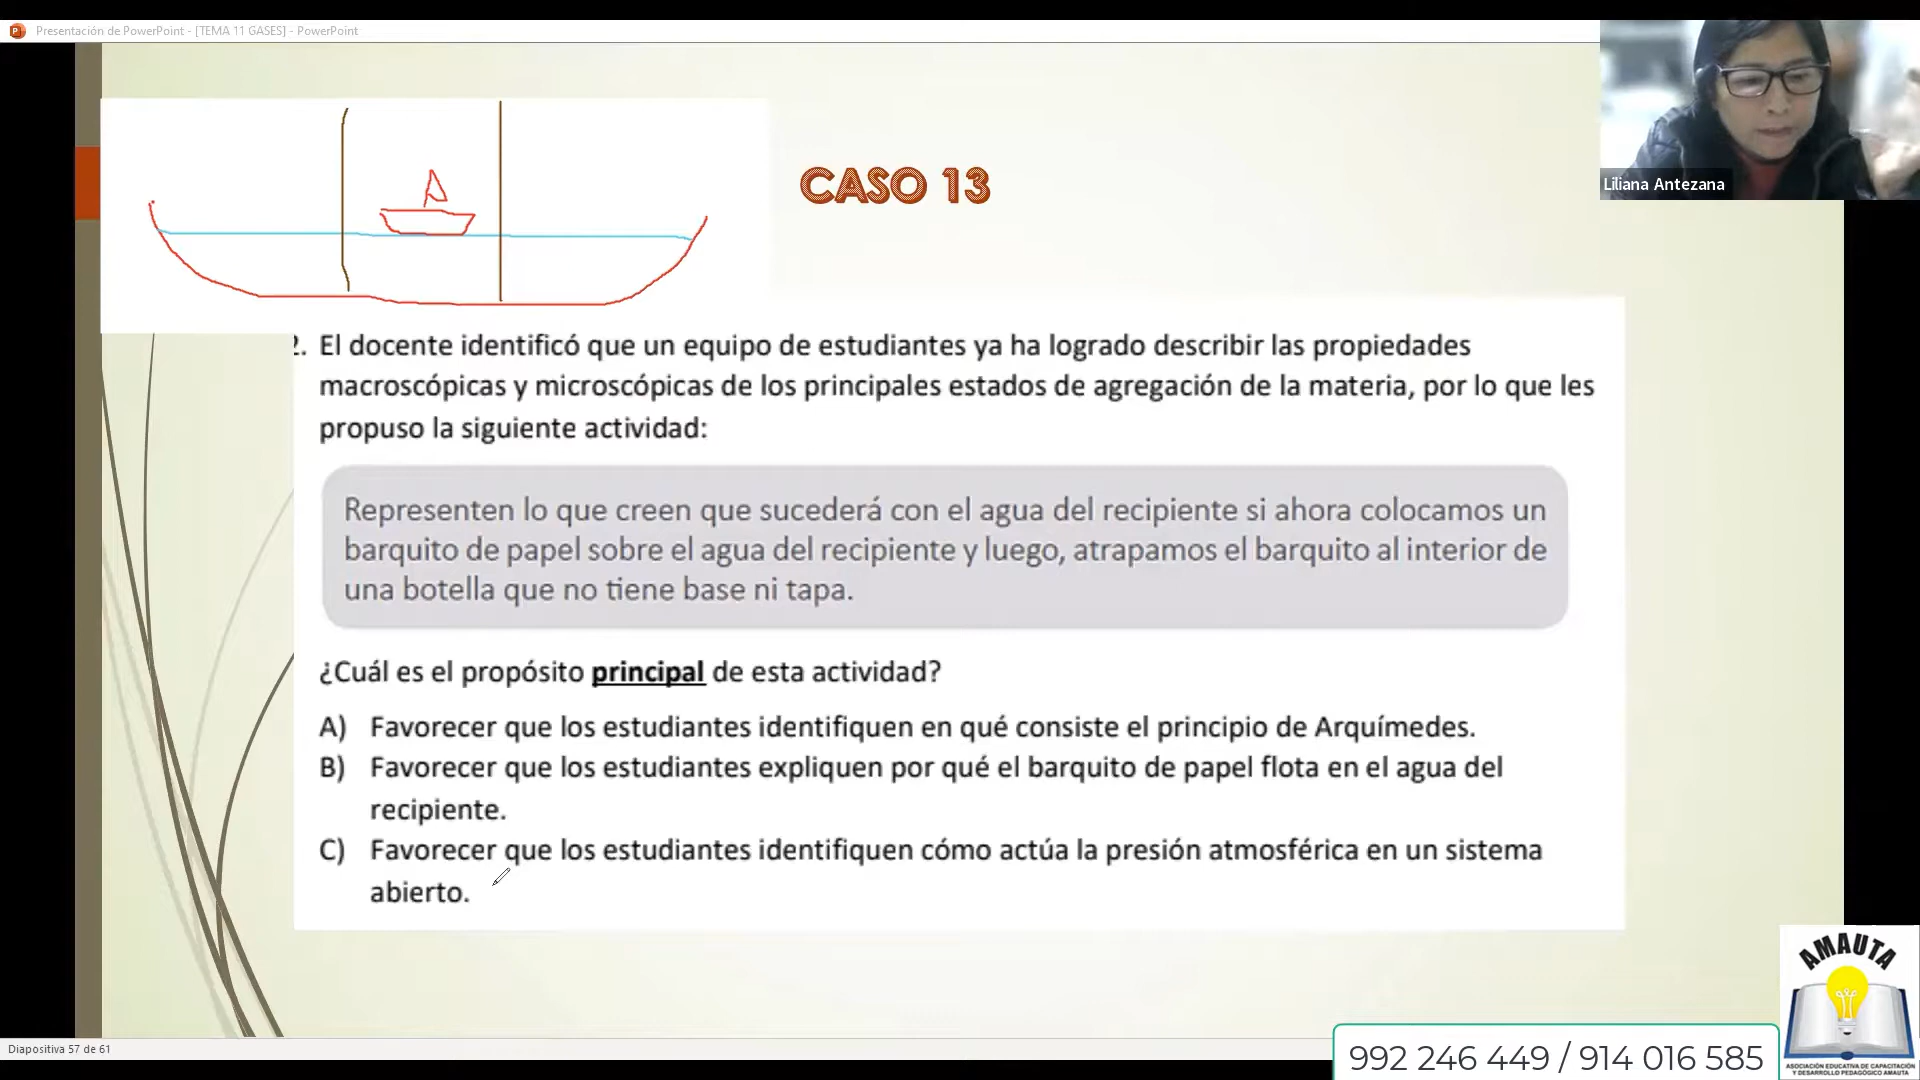 Presentación de PowerPoint - [TEMA 11 GASES] - PowerPoint
Liliana Antezana
CASO 13
2. El docente identificó que un equipo de estudiantes ya ha logrado describir las propiedades
macroscópicas y microscópicas de los principales estados de agregación de la materia, por lo que les
propuso la siguiente actividad:
Representen lo que creen que sucederá con el agua del recipiente si ahora colocamos un
barquito de papel sobre el agua del recipiente y luego, atrapamos el barquito al interior de
una botella que no tiene base ni tapa.
¿Cuál es el propósito principal de esta actividad?
A) Favorecer que los estudiantes identifiquen en qué consiste el principio de Arquímedes.
B) Favorecer que los estudiantes expliquen por qué el barquito de papel flota en el agua del
recipiente.
C) Favorecer que los estudiantes identifiquen cómo actúa la presión atmosférica en un sistema
abierto.
AMAUTA
ASOCIACIÓN EDUCATIVA DE CAPACITACIÓN
Y DESARROLLO PEDAGÓGICO AMAUTA
Diapositiva 57 de 61
992 246 449 / 914 016 585